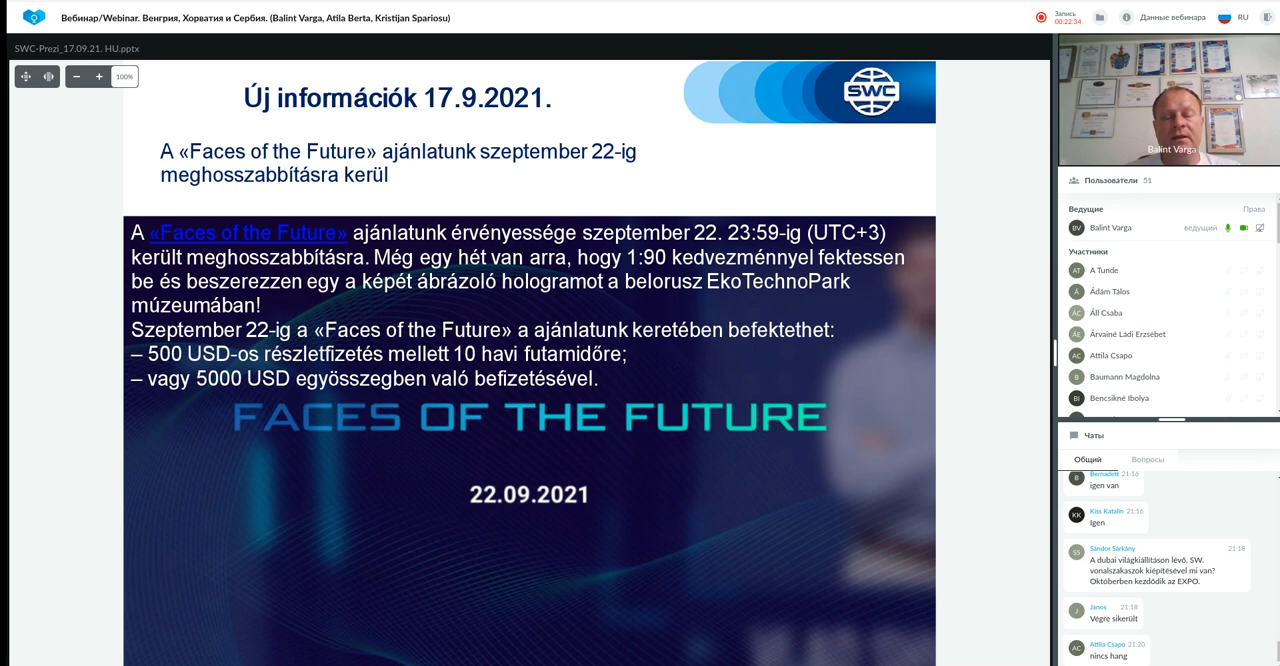 Вебинар/Webinar. Венгрия, Хорватия и Сербия. (Balint Varga, Atila Berta, Kristijan Spariosu)
Запись
00:22:34
Данные вебинара
RU
SWC-Prezi_17.09.21. HU.pptx
100%
Új információk 17.9.2021.
SWC
A «Faces of the Future» ajánlatunk szeptember 22-ig
meghosszabbításra kerül
A «Faces of the Future» ajánlatunk érvényessége szeptember 22. 23:59-ig (UTC+3)
került meghosszabbításra. Még egy hét van arra, hogy 1:90 kedvezménnyel fektessen
be és beszerezzen egy a képét ábrázoló hologramot a belorusz EkoTechnoPark
múzeumában!
Szeptember 22-ig a «Faces of the Future» a ajánlatunk keretében befektethet:
– 500 USD-os részletfizetés mellett 10 havi futamidőre;
– vagy 5000 USD egyösszegben való befizetésével.
FACES OF THE FUTURE
22.09.2021
Balint Varga
Пользователи 51
Ведущие Права
BV Balint Varga ведущий
Участники
AT A Tunde
Á Ádám Tálos
ÁC Áll Csaba
ÁE Árvainé Ládi Erzsébet
AC Attila Csapo
B Baumann Magdolna
BI Bencsikné Ibolya
Чаты
Общий Вопросы
B Bernadett 21:16
igen van
KK Kiss Katalin 21:16
Igen
SS Sándor Sárkány 21:18
A dubai világkiállításon lévő, SW.
vonalszakaszok kiépítésével mi van?
Októberben kezdődik az EXPO.
J Janos 21:18
Végre sikerült
AC Attila Csapo 21:20
nincs hang